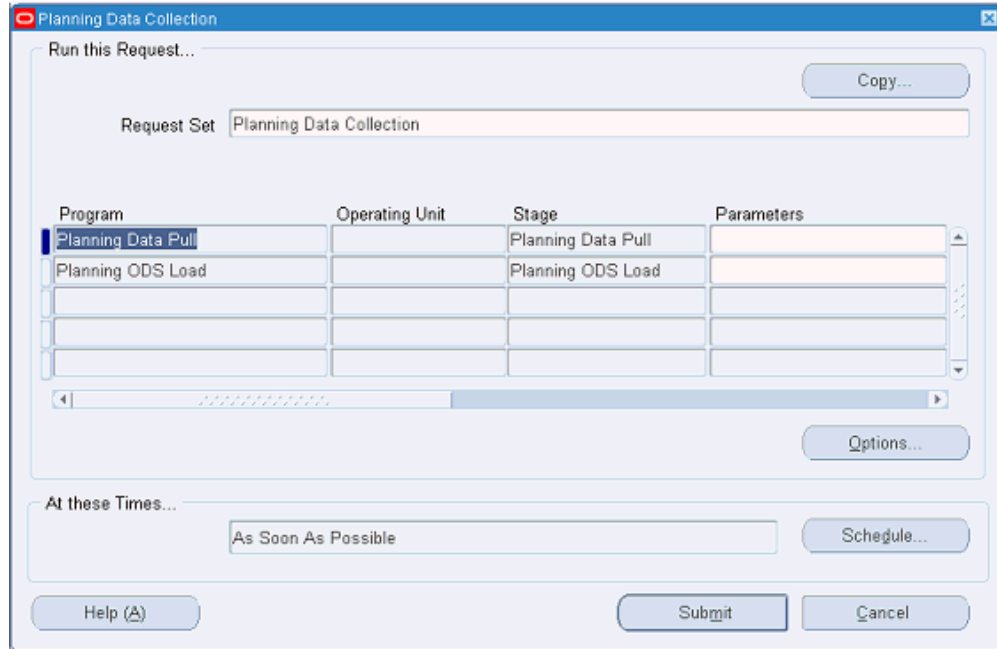 Planning Data Collection
Run this Request...
Copy...
Request Set Planning Data Collection
Program Operating Unit Stage Parameters
Planning Data Pull Planning Data Pull
Planning ODS Load Planning ODS Load
Options...
At these Times...
As Soon As Possible Schedule...
Help (A) Submit Cancel